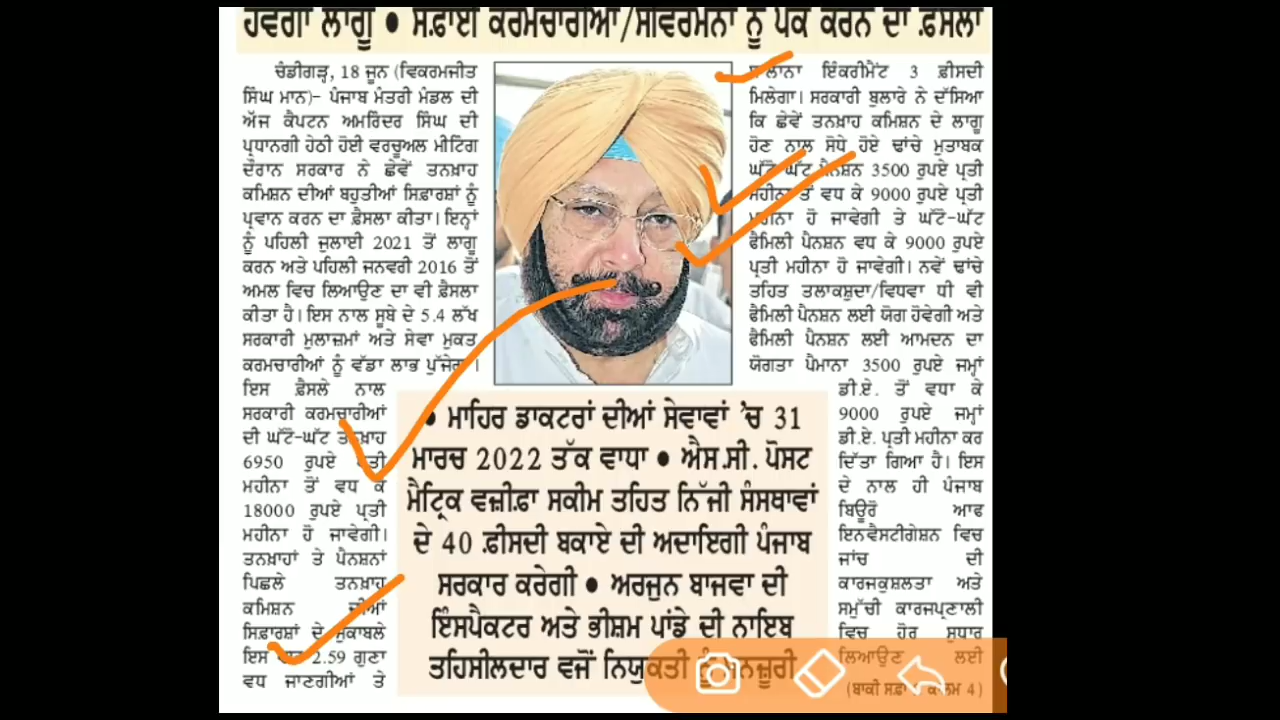 ਹੋਵੇਗਾ ਲਾਗੂ • ਸਫ਼ਾਈ ਕਰਮਚਾਰੀਆਂ/ਸੀਵਰਮੈਨਾਂ ਨੂੰ ਪੱਕੇ ਕਰਨ ਦਾ ਫ਼ੈਸਲਾ
ਚੰਡੀਗੜ੍ਹ, 18 ਜੂਨ (ਵਿਕਰਮਜੀਤ
ਸਿੰਘ ਮਾਨ)- ਪੰਜਾਬ ਮੰਤਰੀ ਮੰਡਲ ਦੀ
ਅੱਜ ਕੈਪਟਨ ਅਮਰਿੰਦਰ ਸਿੰਘ ਦੀ
ਪ੍ਰਧਾਨਗੀ ਹੇਠੀ ਹੋਈ ਵਰਚੂਅਲ ਮੀਟਿੰਗ
ਦੌਰਾਨ ਸਰਕਾਰ ਨੇ ਛੇਵੇਂ ਤਨਖ਼ਾਹ
ਕਮਿਸ਼ਨ ਦੀਆਂ ਬਹੁਤੀਆਂ ਸਿਫ਼ਾਰਸ਼ਾਂ ਨੂੰ
ਪ੍ਰਵਾਨ ਕਰਨ ਦਾ ਫ਼ੈਸਲਾ ਕੀਤਾ। ਇਨ੍ਹਾਂ
ਨੂੰ ਪਹਿਲੀ ਜੁਲਾਈ 2021 ਤੋਂ ਲਾਗੂ
ਕਰਨ ਅਤੇ ਪਹਿਲੀ ਜਨਵਰੀ 2016 ਤੋਂ
ਅਮਲ ਵਿਚ ਲਿਆਉਣ ਦਾ ਵੀ ਫ਼ੈਸਲਾ
ਕੀਤਾ ਹੈ। ਇਸ ਨਾਲ ਸੂਬੇ ਦੇ 5.4 ਲੱਖ
ਸਰਕਾਰੀ ਮੁਲਾਜ਼ਮਾਂ ਅਤੇ ਸੇਵਾ ਮੁਕਤ
ਕਰਮਚਾਰੀਆਂ ਨੂੰ ਵੱਡਾ ਲਾਭ ਪੁੱਜੇਗਾ।
ਇਸ ਫ਼ੈਸਲੇ ਨਾਲ
ਸਰਕਾਰੀ ਕਰਮਚਾਰੀਆਂ
ਦੀ ਘੱਟੋ-ਘੱਟ ਤਨਖ਼ਾਹ
6950 ਰੁਪਏ ਪ੍ਰਤੀ
ਮਹੀਨਾ ਤੋਂ ਵਧ ਕੇ
18000 ਰੁਪਏ ਪ੍ਰਤੀ
ਮਹੀਨਾ ਹੋ ਜਾਵੇਗੀ।
ਤਨਖ਼ਾਹਾਂ ਤੇ ਪੈਨਸ਼ਨਾਂ
ਪਿਛਲੇ ਤਨਖ਼ਾਹ
ਕਮਿਸ਼ਨ ਦੀਆਂ
ਸਿਫ਼ਾਰਸ਼ਾਂ ਦੇ ਮੁਕਾਬਲੇ
ਇਸ ਵਾਰ 2.59 ਗੁਣਾ
ਵਧ ਜਾਣਗੀਆਂ ਤੇ
• ਮਾਹਿਰ ਡਾਕਟਰਾਂ ਦੀਆਂ ਸੇਵਾਵਾਂ 'ਚ 31
ਮਾਰਚ 2022 ਤੱਕ ਵਾਧਾ • ਐਸ.ਸੀ. ਪੋਸਟ
ਮੈਟ੍ਰਿਕ ਵਜ਼ੀਫ਼ਾ ਸਕੀਮ ਤਹਿਤ ਨਿੱਜੀ ਸੰਸਥਾਵਾਂ
ਦੇ 40 ਫ਼ੀਸਦੀ ਬਕਾਏ ਦੀ ਅਦਾਇਗੀ ਪੰਜਾਬ
ਸਰਕਾਰ ਕਰੇਗੀ • ਅਰਜੁਨ ਬਾਜਵਾ ਦੀ
ਇੰਸਪੈਕਟਰ ਅਤੇ ਭੀਸ਼ਮ ਪਾਂਡੇ ਦੀ ਨਾਇਬ
ਤਹਿਸੀਲਦਾਰ ਵਜੋਂ ਨਿਯੁਕਤੀ ਨੂੰ ਮਨਜ਼ੂਰੀ
ਸਾਲਾਨਾ ਇੰਕਰੀਮੈਂਟ 3 ਫ਼ੀਸਦੀ
ਮਿਲੇਗਾ। ਸਰਕਾਰੀ ਬੁਲਾਰੇ ਨੇ ਦੱਸਿਆ
ਕਿ ਛੇਵੇਂ ਤਨਖ਼ਾਹ ਕਮਿਸ਼ਨ ਦੇ ਲਾਗੂ
ਹੋਣ ਨਾਲ ਸੋਧੇ ਹੋਏ ਢਾਂਚੇ ਮੁਤਾਬਕ
ਘੱਟੋ-ਘੱਟ ਪੈਨਸ਼ਨ 3500 ਰੁਪਏ ਪ੍ਰਤੀ
ਮਹੀਨਾ ਤੋਂ ਵਧ ਕੇ 9000 ਰੁਪਏ ਪ੍ਰਤੀ
ਮਹੀਨਾ ਹੋ ਜਾਵੇਗੀ ਤੇ ਘੱਟੋ-ਘੱਟ
ਫੈਮਿਲੀ ਪੈਨਸ਼ਨ ਵਧ ਕੇ 9000 ਰੁਪਏ
ਪ੍ਰਤੀ ਮਹੀਨਾ ਹੋ ਜਾਵੇਗੀ। ਨਵੇਂ ਢਾਂਚੇ
ਤਹਿਤ ਤਲਾਕਸ਼ੁਦਾ/ਵਿਧਵਾ ਧੀ ਵੀ
ਫੈਮਿਲੀ ਪੈਨਸ਼ਨ ਲਈ ਯੋਗ ਹੋਵੇਗੀ ਅਤੇ
ਫੈਮਿਲੀ ਪੈਨਸ਼ਨ ਲਈ ਆਮਦਨ ਦਾ
ਯੋਗਤਾ ਪੈਮਾਨਾ 3500 ਰੁਪਏ ਜਮ੍ਹਾਂ
ਡੀ.ਏ. ਤੋਂ ਵਧਾ ਕੇ
9000 ਰੁਪਏ ਜਮ੍ਹਾਂ
ਡੀ.ਏ. ਪ੍ਰਤੀ ਮਹੀਨਾ ਕਰ
ਦਿੱਤਾ ਗਿਆ ਹੈ। ਇਸ
ਦੇ ਨਾਲ ਹੀ ਪੰਜਾਬ
ਬਿਊਰੋ ਆਫ
ਇਨਵੈਸਟੀਗੇਸ਼ਨ ਵਿਚ
ਜਾਂਚ ਦੀ
ਕਾਰਜਕੁਸ਼ਲਤਾ ਅਤੇ
ਸਮੁੱਚੀ ਕਾਰਜਪ੍ਰਣਾਲੀ
ਵਿਚ ਹੋਰ ਸੁਧਾਰ
ਲਿਆਉਣ ਲਈ
(ਬਾਕੀ ਸਫ਼ਾ ਕਾਲਮ 4)